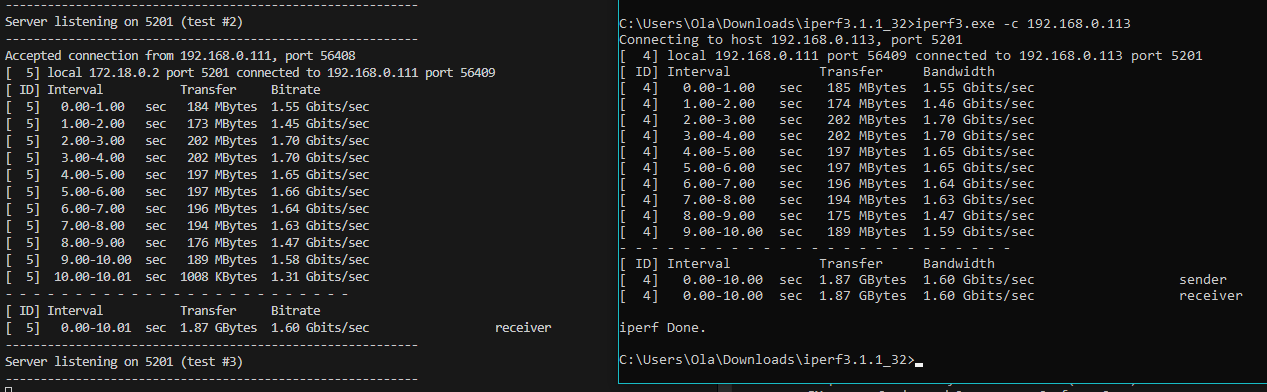 ------------------------------------------------------------
Server listening on 5201 (test #2)
------------------------------------------------------------
Accepted connection from 192.168.0.111, port 56408
[  5] local 172.18.0.2 port 5201 connected to 192.168.0.111 port 56409
[ ID] Interval           Transfer     Bitrate
[  5]   0.00-1.00   sec   184 MBytes  1.55 Gbits/sec
[  5]   1.00-2.00   sec   173 MBytes  1.45 Gbits/sec
[  5]   2.00-3.00   sec   202 MBytes  1.70 Gbits/sec
[  5]   3.00-4.00   sec   202 MBytes  1.70 Gbits/sec
[  5]   4.00-5.00   sec   197 MBytes  1.65 Gbits/sec
[  5]   5.00-6.00   sec   197 MBytes  1.66 Gbits/sec
[  5]   6.00-7.00   sec   196 MBytes  1.64 Gbits/sec
[  5]   7.00-8.00   sec   194 MBytes  1.63 Gbits/sec
[  5]   8.00-9.00   sec   176 MBytes  1.47 Gbits/sec
[  5]   9.00-10.00  sec   189 MBytes  1.58 Gbits/sec
[  5]  10.00-10.01  sec  1008 KBytes  1.31 Gbits/sec
- - - - - - - - - - - - - - - - - - - - - - - - -
[ ID] Interval           Transfer     Bitrate
[  5]   0.00-10.01  sec  1.87 GBytes  1.60 Gbits/sec                  receiver
------------------------------------------------------------
Server listening on 5201 (test #3)
------------------------------------------------------------
C:\Users\Ola\Downloads\iperf3.1.1_32>iperf3.exe -c 192.168.0.113
Connecting to host 192.168.0.113, port 5201
[  4] local 192.168.0.111 port 56409 connected to 192.168.0.113 port 5201
[ ID] Interval           Transfer     Bandwidth
[  4]   0.00-1.00   sec   185 MBytes  1.55 Gbits/sec
[  4]   1.00-2.00   sec   174 MBytes  1.46 Gbits/sec
[  4]   2.00-3.00   sec   202 MBytes  1.70 Gbits/sec
[  4]   3.00-4.00   sec   202 MBytes  1.70 Gbits/sec
[  4]   4.00-5.00   sec   197 MBytes  1.65 Gbits/sec
[  4]   5.00-6.00   sec   197 MBytes  1.65 Gbits/sec
[  4]   6.00-7.00   sec   196 MBytes  1.64 Gbits/sec
[  4]   7.00-8.00   sec   194 MBytes  1.63 Gbits/sec
[  4]   8.00-9.00   sec   175 MBytes  1.47 Gbits/sec
[  4]   9.00-10.00  sec   189 MBytes  1.59 Gbits/sec
- - - - - - - - - - - - - - - - - - - - - - - - -
[ ID] Interval           Transfer     Bandwidth
[  4]   0.00-10.00  sec  1.87 GBytes  1.60 Gbits/sec                  sender
[  4]   0.00-10.00  sec  1.87 GBytes  1.60 Gbits/sec                  receiver
iperf Done.
C:\Users\Ola\Downloads\iperf3.1.1_32>